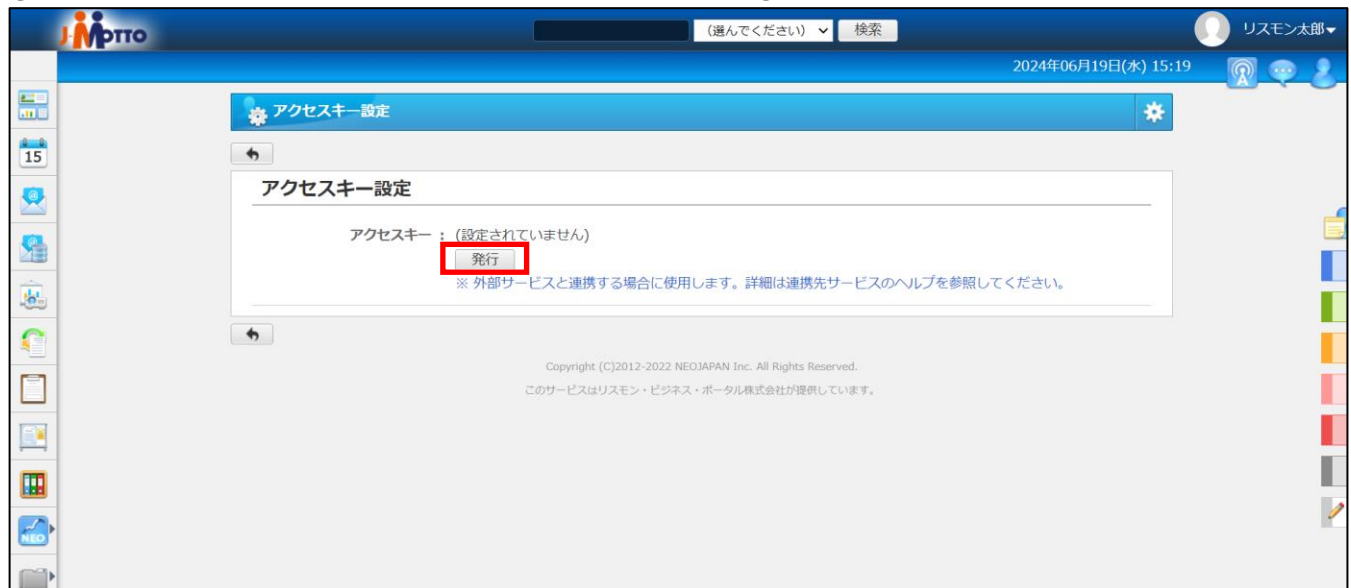 J-MOTTO
(選んでください)
検索
リスモン太郎
2024年06月19日(水) 15:19
アクセスキー設定
15
アクセスキー設定
アクセスキー : (設定されていません)
発行
※ 外部サービスと連携する場合に使用します。詳細は連携先サービスのヘルプを参照してください。
Copyright (C)2012-2022 NEOJAPAN Inc. All Rights Reserved.
このサービスはリスモン・ビジネス・ポータル株式会社が提供しています。
NEO